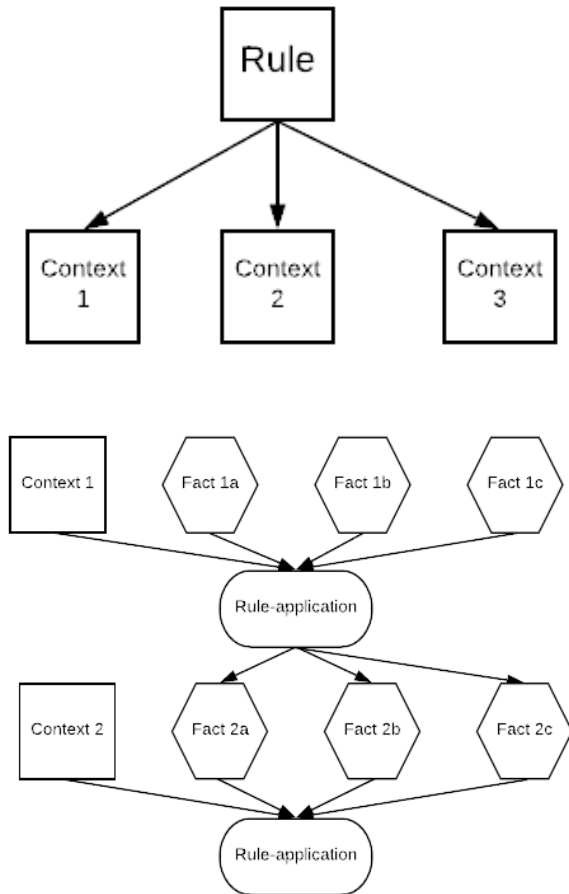 Rule
Context
1
Context
2
Context
3
Context 1
Fact 1a
Fact 1b
Fact 1c
Rule-application
Context 2
Fact 2a
Fact 2b
Fact 2c
Rule-application